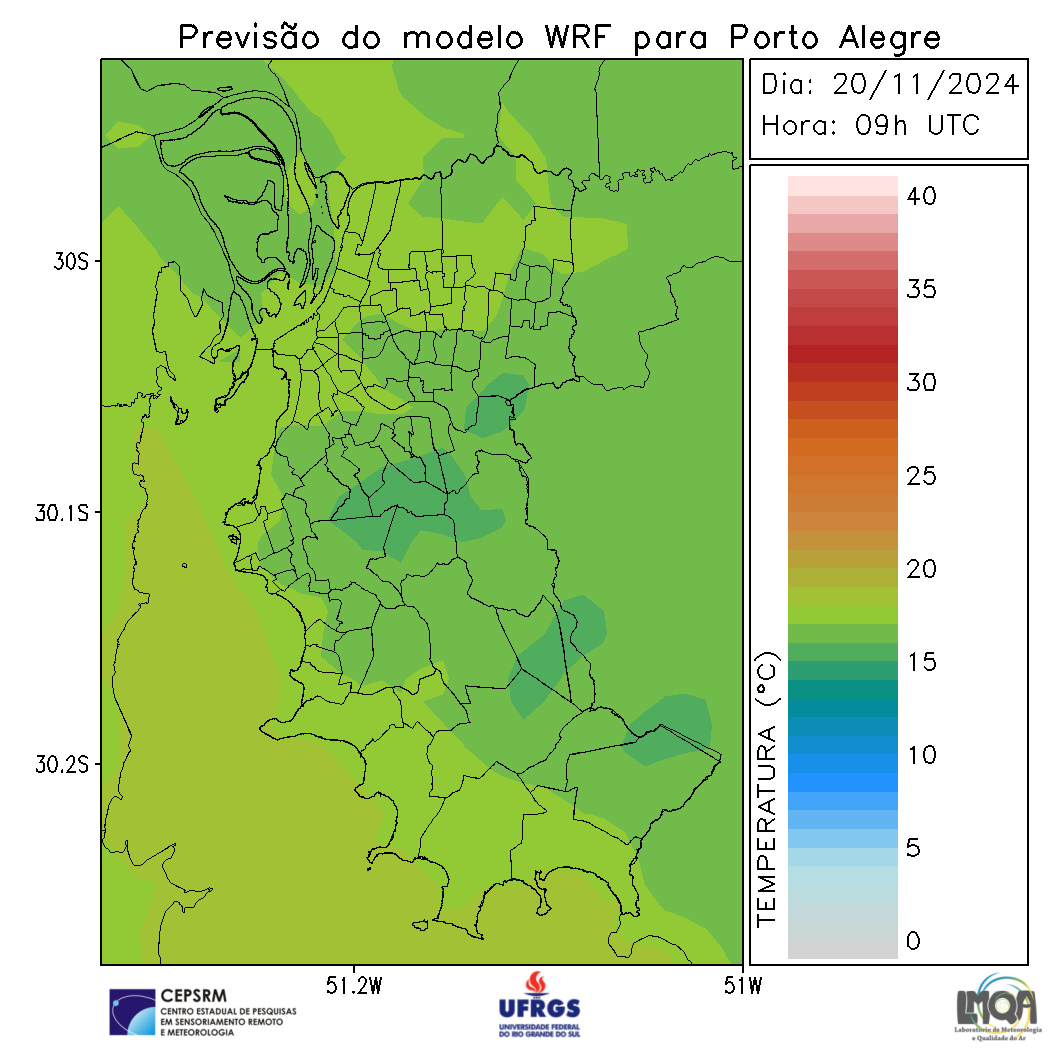 Previsão do modelo WRF para Porto Alegre
Dia: 20/11/2024
Hora: 09h UTC
40
35
30
25
20
15
10
5
0
TEMPERATURA (°C)
30S
30.1S
30.2S
51.2W
51W
CEPSRM
CENTRO ESTADUAL DE PESQUISAS
EM SENSORIAMENTO REMOTO
E METEOROLOGIA
UFRGS
UNIVERSIDADE FEDERAL
DO RIO GRANDE DO SUL
LMQA
Laboratório de Meteorologia
e Qualidade do Ar